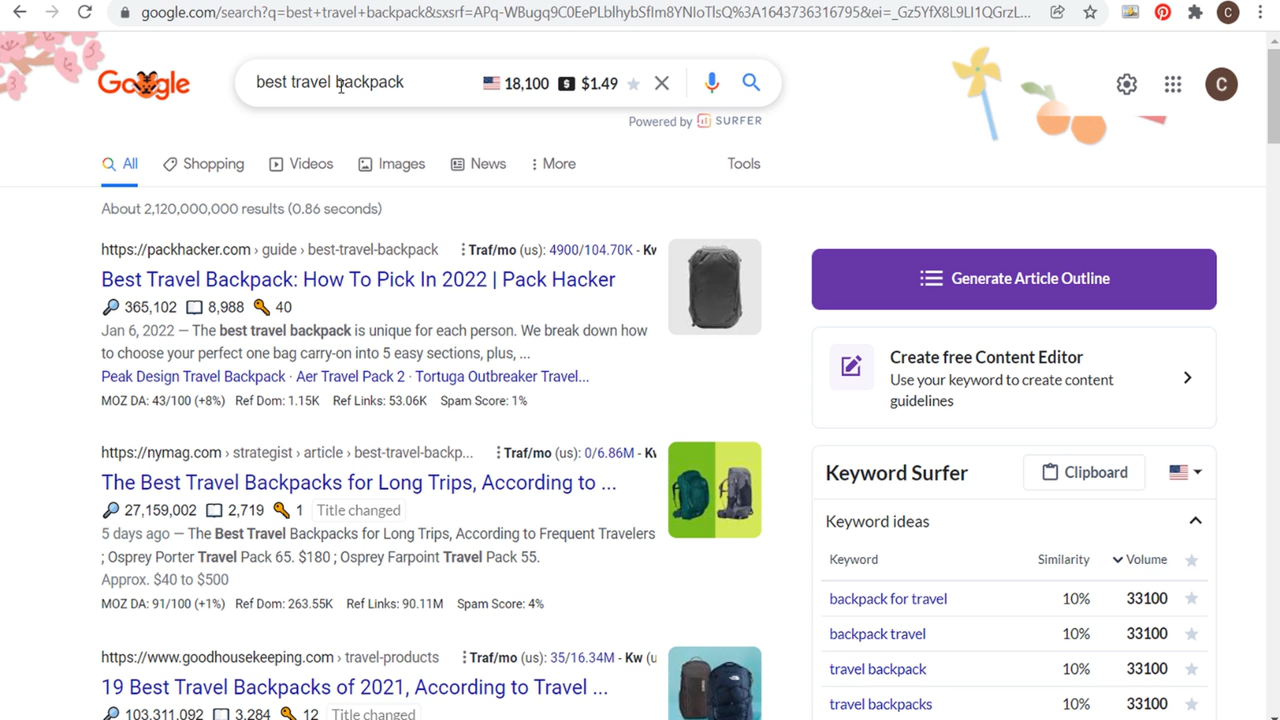 google.com/search?q=best+travel+backpack&sxsrf=APq-WBugq9C0EePLblhybSflm8YNIoTlsQ%3A1643736316795&ei=_Gz5YfX8L9LI1QGrzL...
C
Google
best travel backpack 18,100 $ $1.49
C
Powered by SURFER
All Shopping Videos Images News More Tools
About 2,120,000,000 results (0.86 seconds)
https://packhacker.com › guide › best-travel-backpack Traf/mo (us): 4900/104.70K - Kw
Best Travel Backpack: How To Pick In 2022 | Pack Hacker
365,102 8,988 40
Jan 6, 2022 — The best travel backpack is unique for each person. We break down how
to choose your perfect one bag carry-on into 5 easy sections, plus, ...
Peak Design Travel Backpack · Aer Travel Pack 2 · Tortuga Outbreaker Travel...
MOZ DA: 43/100 (+8%) Ref Dom: 1.15K Ref Links: 53.06K Spam Score: 1%
https://nymag.com › strategist › article › best-travel-backp... Traf/mo (us): 0/6.86M - Kw
The Best Travel Backpacks for Long Trips, According to ...
27,159,002 2,719 1 Title changed
5 days ago — The Best Travel Backpacks for Long Trips, According to Frequent Travelers
; Osprey Porter Travel Pack 65. $180 ; Osprey Farpoint Travel Pack 55.
Approx. $40 to $500
MOZ DA: 91/100 (+1%) Ref Dom: 263.55K Ref Links: 90.11M Spam Score: 4%
https://www.goodhousekeeping.com › travel-products Traf/mo (us): 35/16.34M - Kw (u
19 Best Travel Backpacks of 2021, According to Travel ...
103,311,092 3,284 12 Title changed
Generate Article Outline
Create free Content Editor
Use your keyword to create content
guidelines
Keyword Surfer Clipboard
Keyword ideas
Keyword Similarity Volume
backpack for travel 10% 33100
backpack travel 10% 33100
travel backpack 10% 33100
travel backpacks 10% 33100